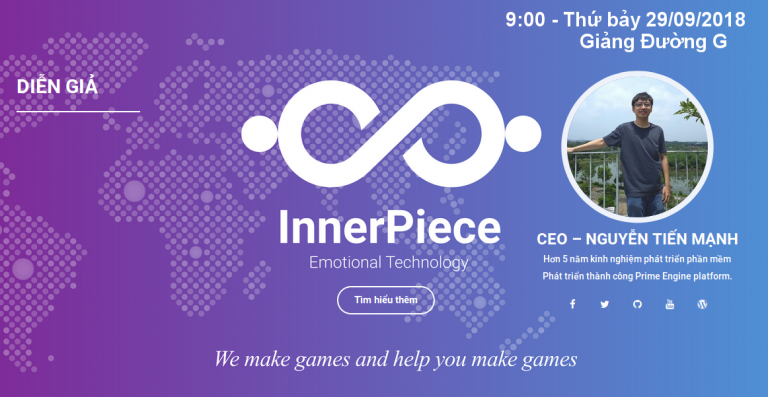 9:00 - Thứ bảy 29/09/2018
Giảng Đường G
DIỄN GIẢ
InnerPiece
Emotional Technology
Tìm hiểu thêm
CEO – NGUYỄN TIẾN MẠNH
Hơn 5 năm kinh nghiệm phát triển phần mềm
Phát triển thành công Prime Engine platform.
We make games and help you make games